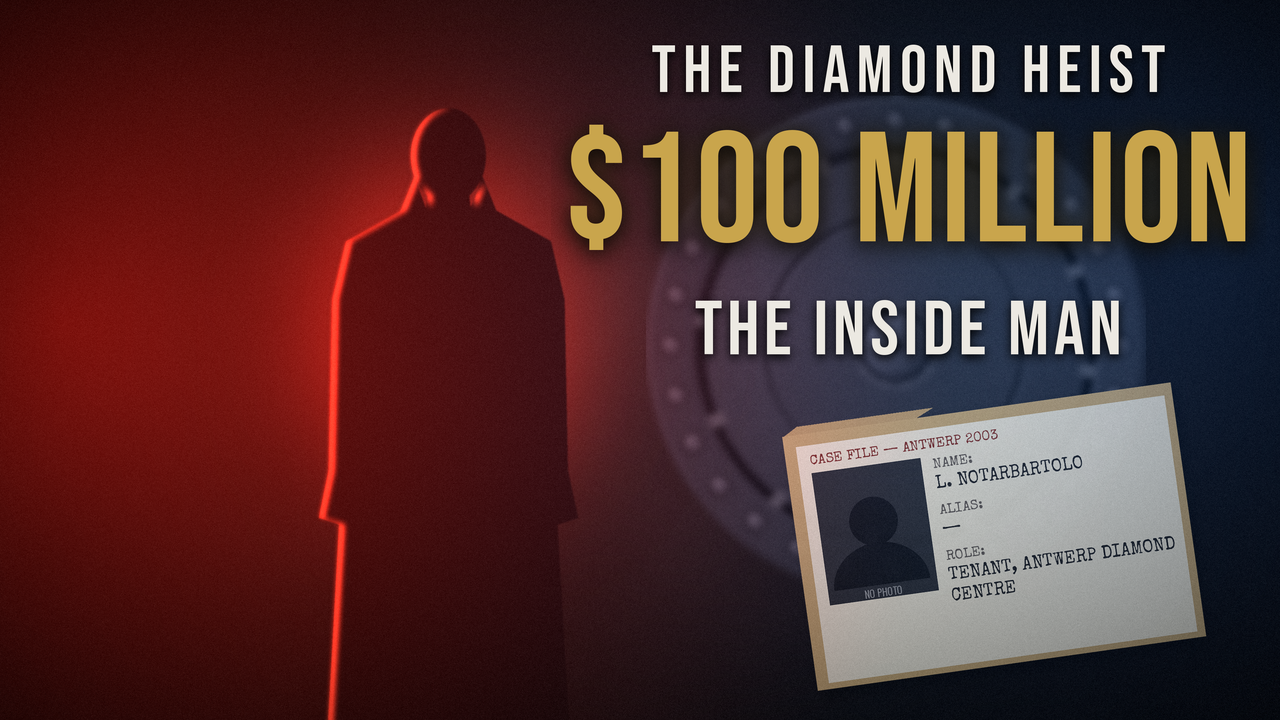 THE DIAMOND HEIST
$100 MILLION
THE INSIDE MAN
CASE FILE — ANTWERP 2003
NAME:
L. NOTARBARTOLO
ALIAS:
—
ROLE:
TENANT, ANTWERP DIAMOND
CENTRE
NO PHOTO